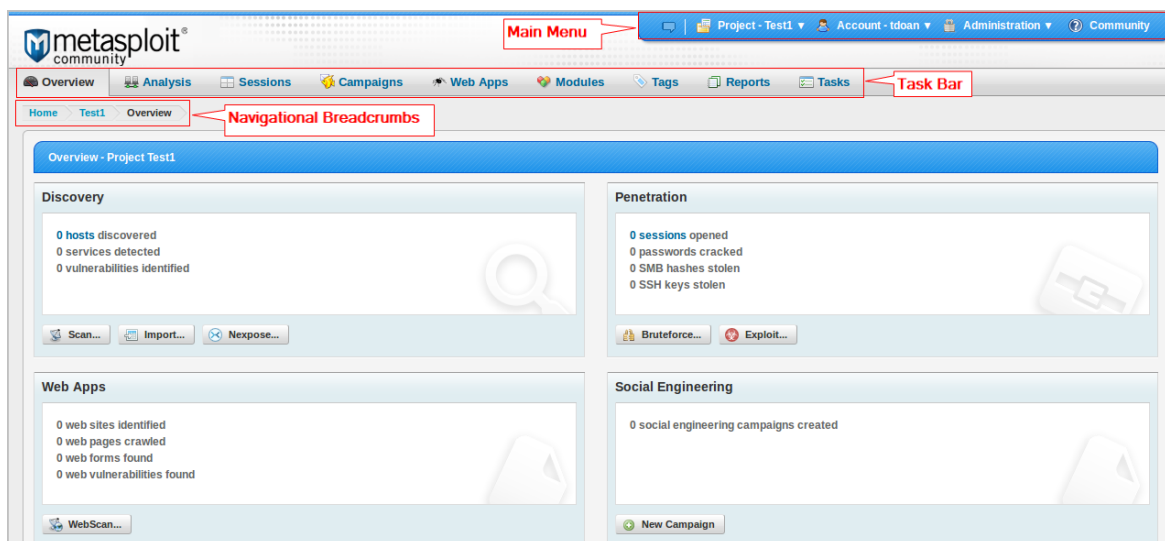 Main Menu
Project - Test1 ▼ Account - tdoan ▼ Administration ▼ Community
metasploit®
community
Overview Analysis Sessions Campaigns Web Apps Modules Tags Reports Tasks
Task Bar
Home Test1 Overview
Navigational Breadcrumbs
Overview - Project Test1
Discovery
0 hosts discovered
0 services detected
0 vulnerabilities identified
Scan... Import... Nexpose...
Penetration
0 sessions opened
0 passwords cracked
0 SMB hashes stolen
0 SSH keys stolen
Bruteforce... Exploit...
Web Apps
0 web sites identified
0 web pages crawled
0 web forms found
0 web vulnerabilities found
WebScan...
Social Engineering
0 social engineering campaigns created
New Campaign